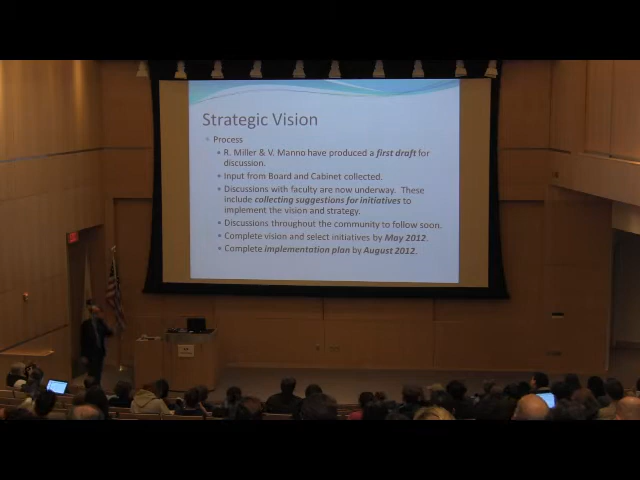 Strategic Vision
Process
R. Miller & V. Manno have produced a first draft for
discussion.
Input from Board and Cabinet collected.
Discussions with faculty are now underway. These
include collecting suggestions for initiatives to
implement the vision and strategy.
Discussions throughout the community to follow soon.
Complete vision and select initiatives by May 2012.
Complete implementation plan by August 2012.